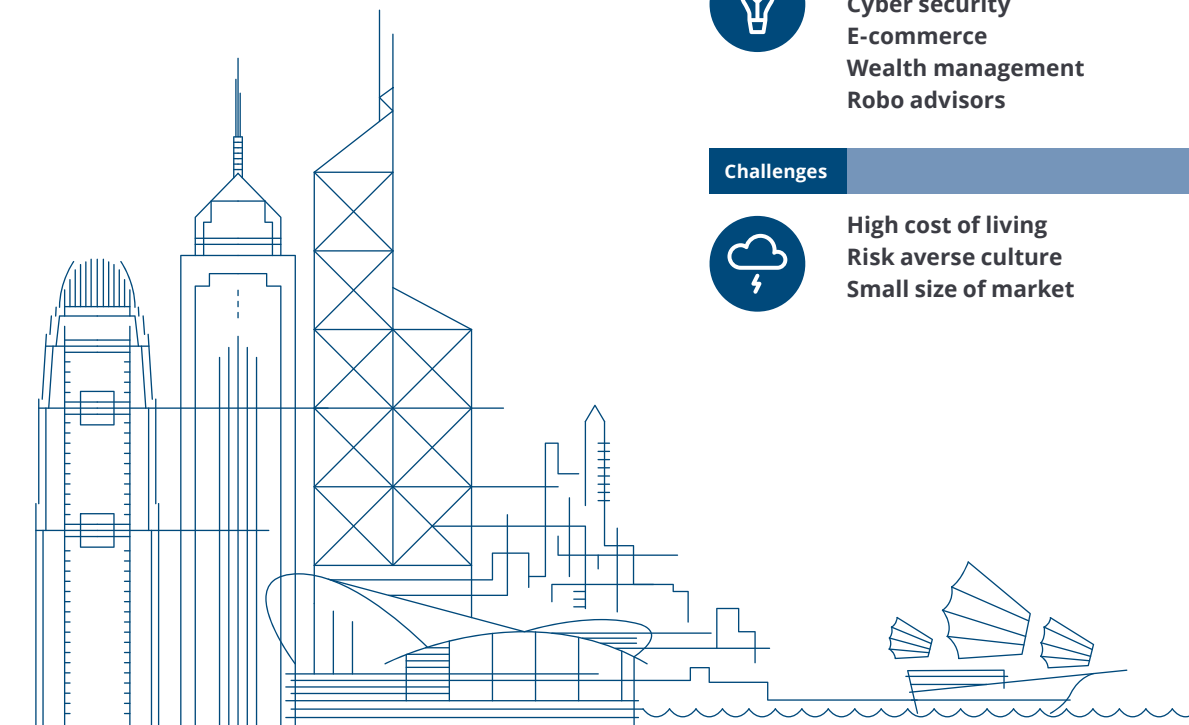 Cyber security
E-commerce
Wealth management
Robo advisors
Challenges
High cost of living
Risk averse culture
Small size of market